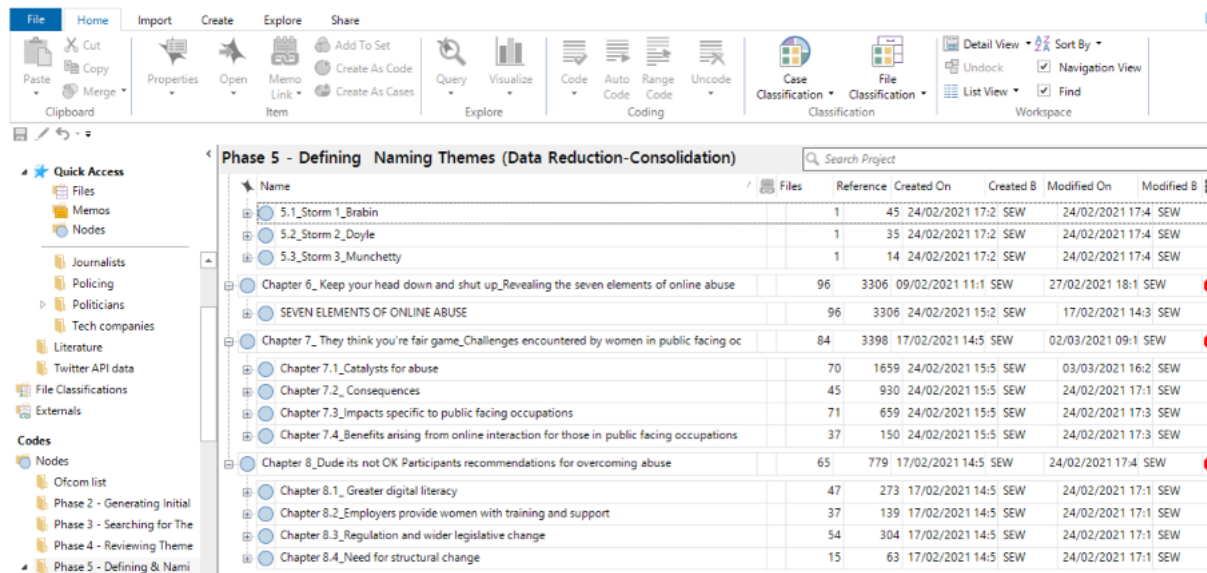 File Home Import Create Explore Share
Cut
Copy
Merge
Paste
Clipboard
Properties Open Memo Link
Add To Set
Create As Code
Create As Cases
Item
Query Visualize
Explore
Code Auto Code Range Code Uncode
Coding
Case Classification File Classification
Classification
Detail View Sort By
Undock Navigation View
List View Find
Workspace
Quick Access
Files
Memos
Nodes
Journalists
Policing
Politicians
Tech companies
Literature
Twitter API data
File Classifications
Externals
Codes
Nodes
Ofcom list
Phase 2 - Generating Initial
Phase 3 - Searching for The
Phase 4 - Reviewing Theme
Phase 5 - Defining & Nami
Phase 5 - Defining Naming Themes (Data Reduction-Consolidation) Search Project
Name Files Reference Created On Created B Modified On Modified B
5.1_Storm 1_Brabin 1 45 24/02/2021 17:2 SEW 24/02/2021 17:4 SEW
5.2_Storm 2_Doyle 1 35 24/02/2021 17:2 SEW 24/02/2021 17:4 SEW
5.3_Storm 3_Munchetty 1 14 24/02/2021 17:2 SEW 24/02/2021 17:4 SEW
Chapter 6_ Keep your head down and shut up_Revealing the seven elements of online abuse 96 3306 09/02/2021 11:1 SEW 27/02/2021 18:1 SEW
SEVEN ELEMENTS OF ONLINE ABUSE 96 3306 24/02/2021 15:2 SEW 17/02/2021 14:3 SEW
Chapter 7_ They think you're fair game_Challenges encountered by women in public facing oc 84 3398 17/02/2021 14:5 SEW 02/03/2021 09:1 SEW
Chapter 7.1_Catalysts for abuse 70 1659 24/02/2021 15:5 SEW 03/03/2021 16:2 SEW
Chapter 7.2_ Consequences 45 930 24/02/2021 15:5 SEW 24/02/2021 17:1 SEW
Chapter 7.3_Impacts specific to public facing occupations 71 659 24/02/2021 15:5 SEW 24/02/2021 17:3 SEW
Chapter 7.4_Benefits arising from online interaction for those in public facing occupations 37 150 24/02/2021 15:5 SEW 24/02/2021 17:3 SEW
Chapter 8_Dude its not OK Participants recommendations for overcoming abuse 65 779 17/02/2021 14:5 SEW 24/02/2021 17:4 SEW
Chapter 8.1_ Greater digital literacy 47 273 17/02/2021 14:5 SEW 24/02/2021 17:1 SEW
Chapter 8.2_Employers provide women with training and support 37 139 17/02/2021 14:5 SEW 24/02/2021 17:1 SEW
Chapter 8.3_Regulation and wider legislative change 54 304 17/02/2021 14:5 SEW 24/02/2021 17:1 SEW
Chapter 8.4_Need for structural change 15 63 17/02/2021 14:5 SEW 24/02/2021 17:1 SEW